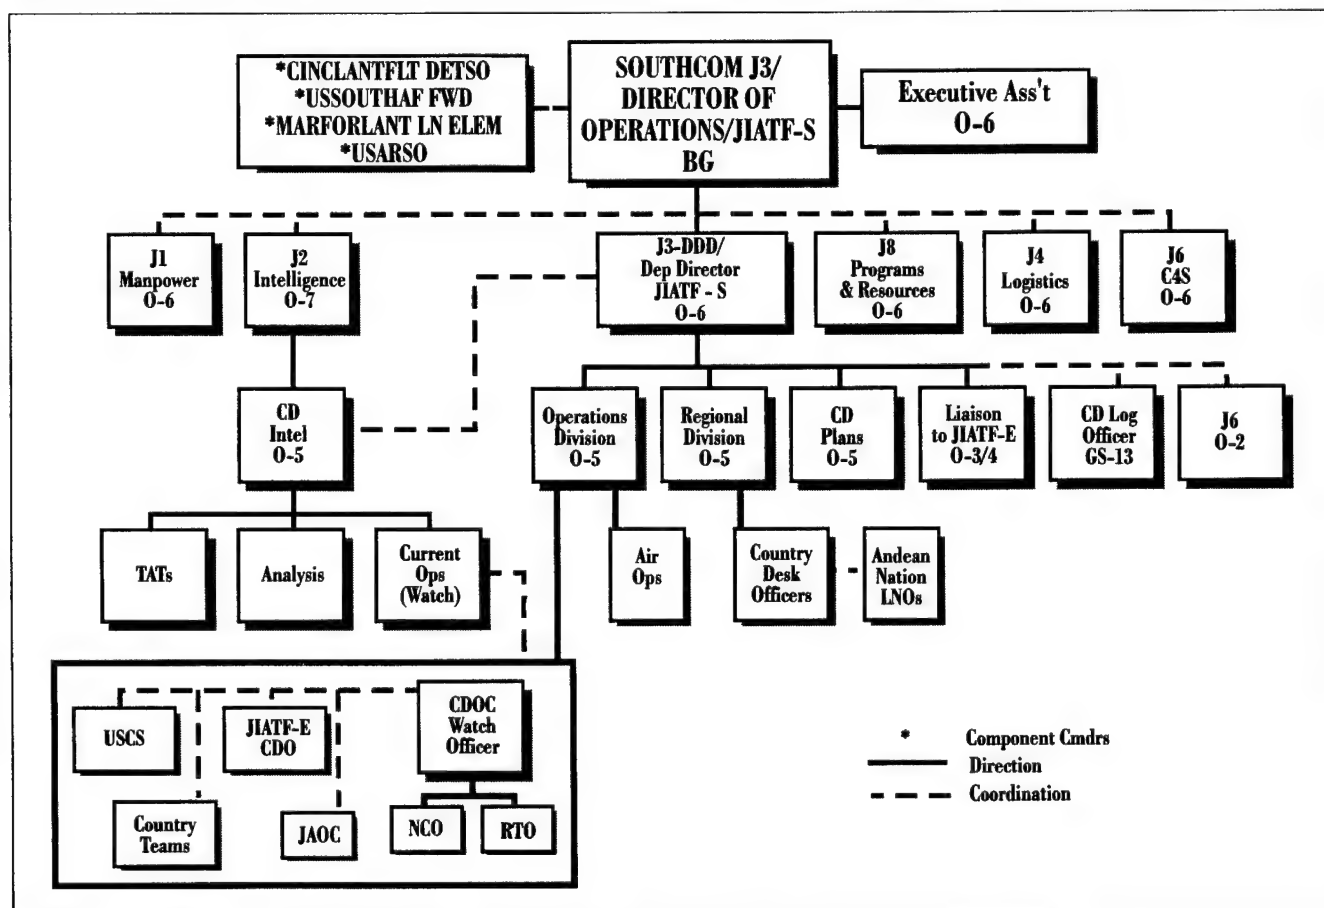 *CINCLANTFLT DETSO
*USSOUTHAF FWD
*MARFORLANT LN ELEM
*USARSO
SOUTHCOM J3/
DIRECTOR OF
OPERATIONS/JIATF-S
BG
Executive Ass't
O-6
J1
Manpower
O-6
J2
Intelligence
O-7
J3-DDD/
Dep Director
JIATF - S
O-6
J8
Programs
& Resources
O-6
J4
Logistics
O-6
J6
C4S
O-6
CD
Intel
O-5
Operations
Division
O-5
Regional
Division
O-5
CD
Plans
O-5
Liaison
to JIATF-E
O-3/4
CD Log
Officer
GS-13
J6
O-2
TATs
Analysis
Current
Ops
(Watch)
Air
Ops
Country
Desk
Officers
Andean
Nation
LNOs
USCS
JIATF-E
CDO
CDOC
Watch
Officer
Country
Teams
JAOC
NCO
RTO
* Component Cmdrs
Direction
Coordination